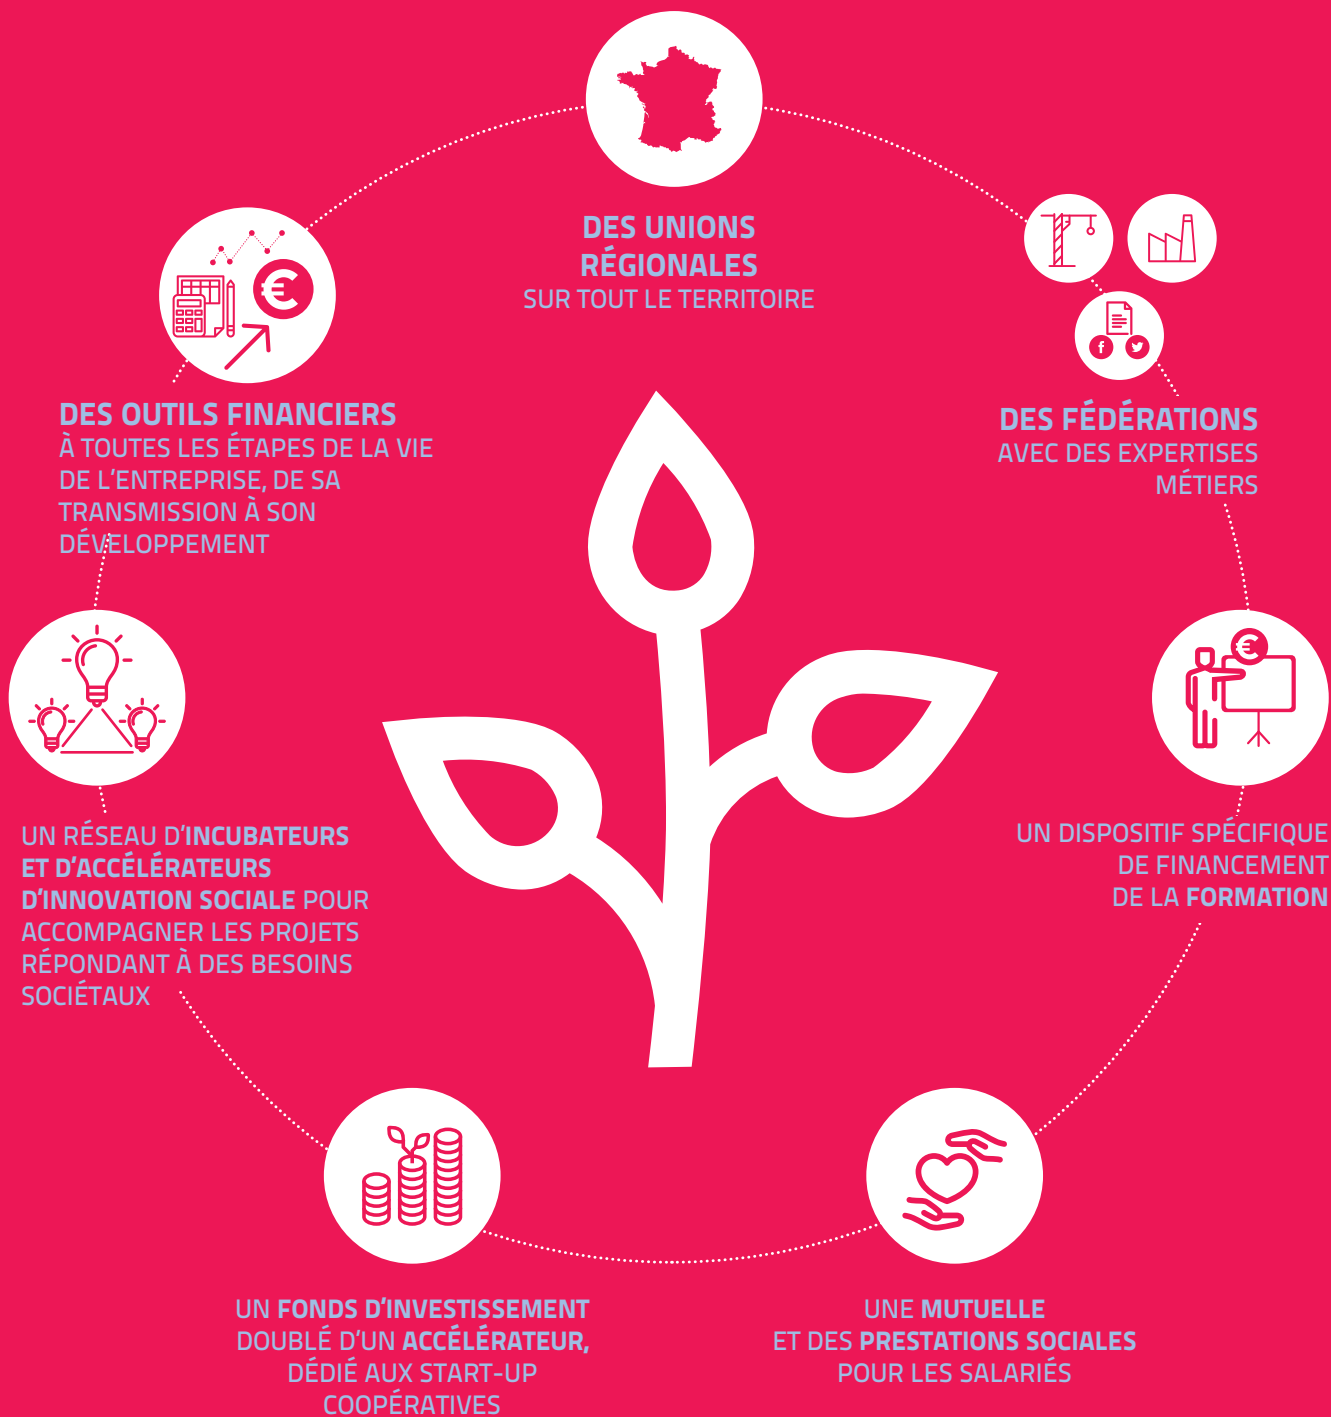 DES UNIONS
RÉGIONALES
SUR TOUT LE TERRITOIRE
DES FÉDÉRATIONS
AVEC DES EXPERTISES
MÉTIERS
UN DISPOSITIF SPÉCIFIQUE
DE FINANCEMENT
DE LA FORMATION
UNE MUTUELLE
ET DES PRESTATIONS SOCIALES
POUR LES SALARIÉS
UN FONDS D'INVESTISSEMENT
DOUBLÉ D'UN ACCÉLÉRATEUR,
DÉDIÉ AUX START-UP
COOPÉRATIVES
UN RÉSEAU D'INCUBATEURS
ET D'ACCÉLÉRATEURS
D'INNOVATION SOCIALE POUR
ACCOMPAGNER LES PROJETS
RÉPONDANT À DES BESOINS
SOCIÉTAUX
DES OUTILS FINANCIERS
À TOUTES LES ÉTAPES DE LA VIE
DE L'ENTREPRISE, DE SA
TRANSMISSION À SON
DÉVELOPPEMENT